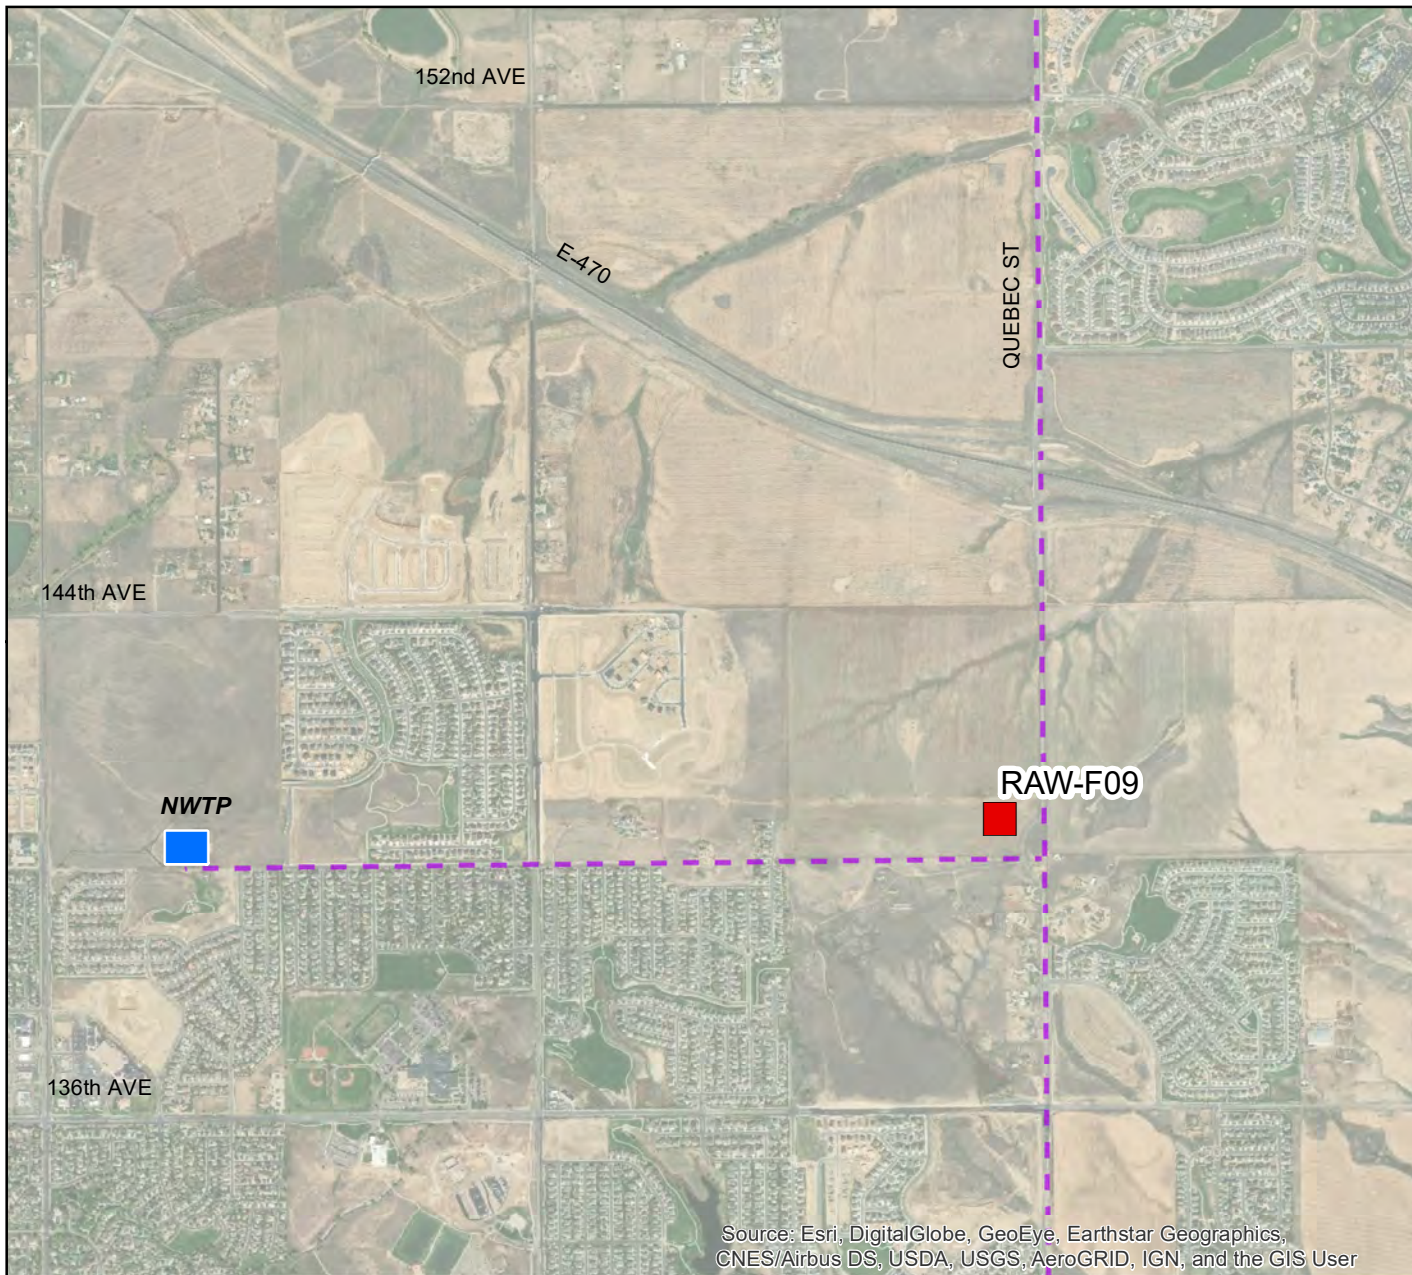 152nd AVE
E-470
QUEBEC ST
144th AVE
RAW-F09
NWTP
136th AVE
Source: Esri, DigitalGlobe, GeoEye, Earthstar Geographics,
CNES/Airbus DS, USDA, USGS, AeroGRID, IGN, and the GIS User